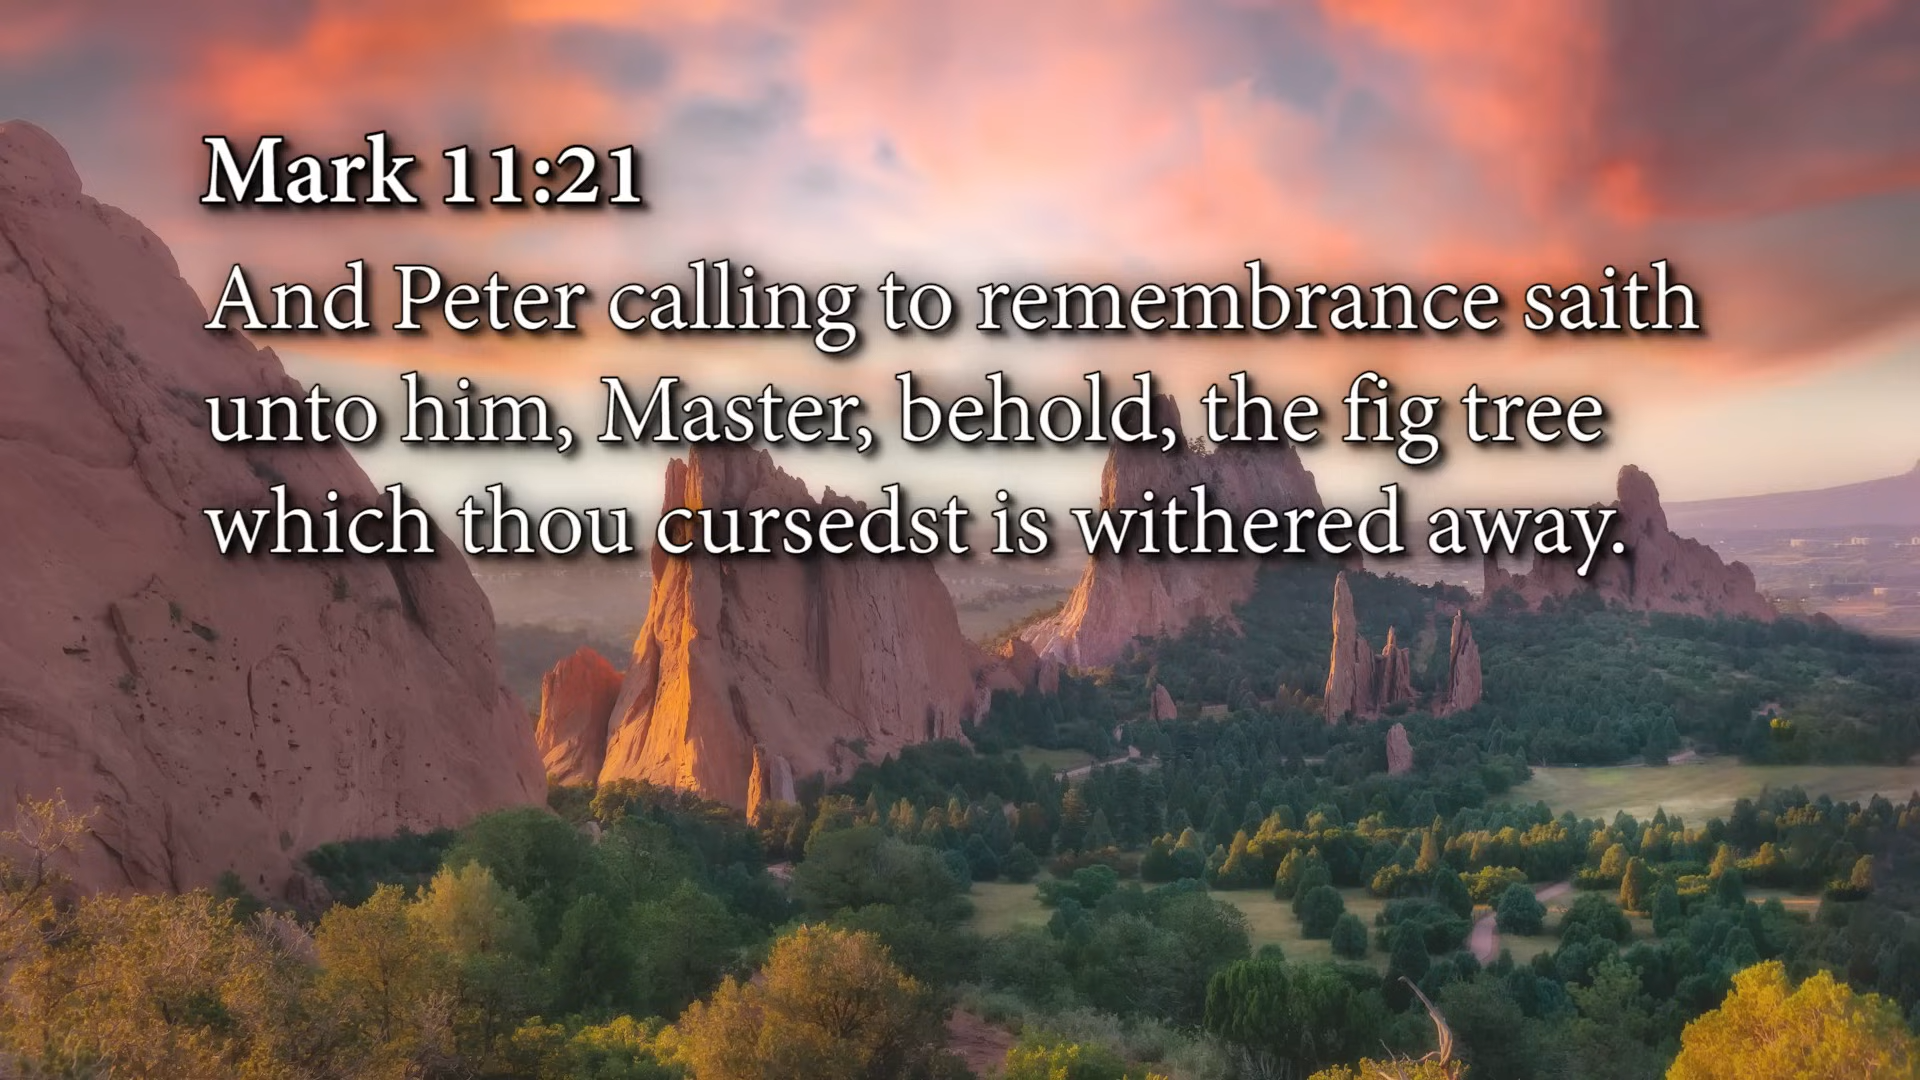 Mark 11:21
And Peter calling to remembrance saith
unto him, Master, behold, the fig tree
which thou cursedst is withered away.